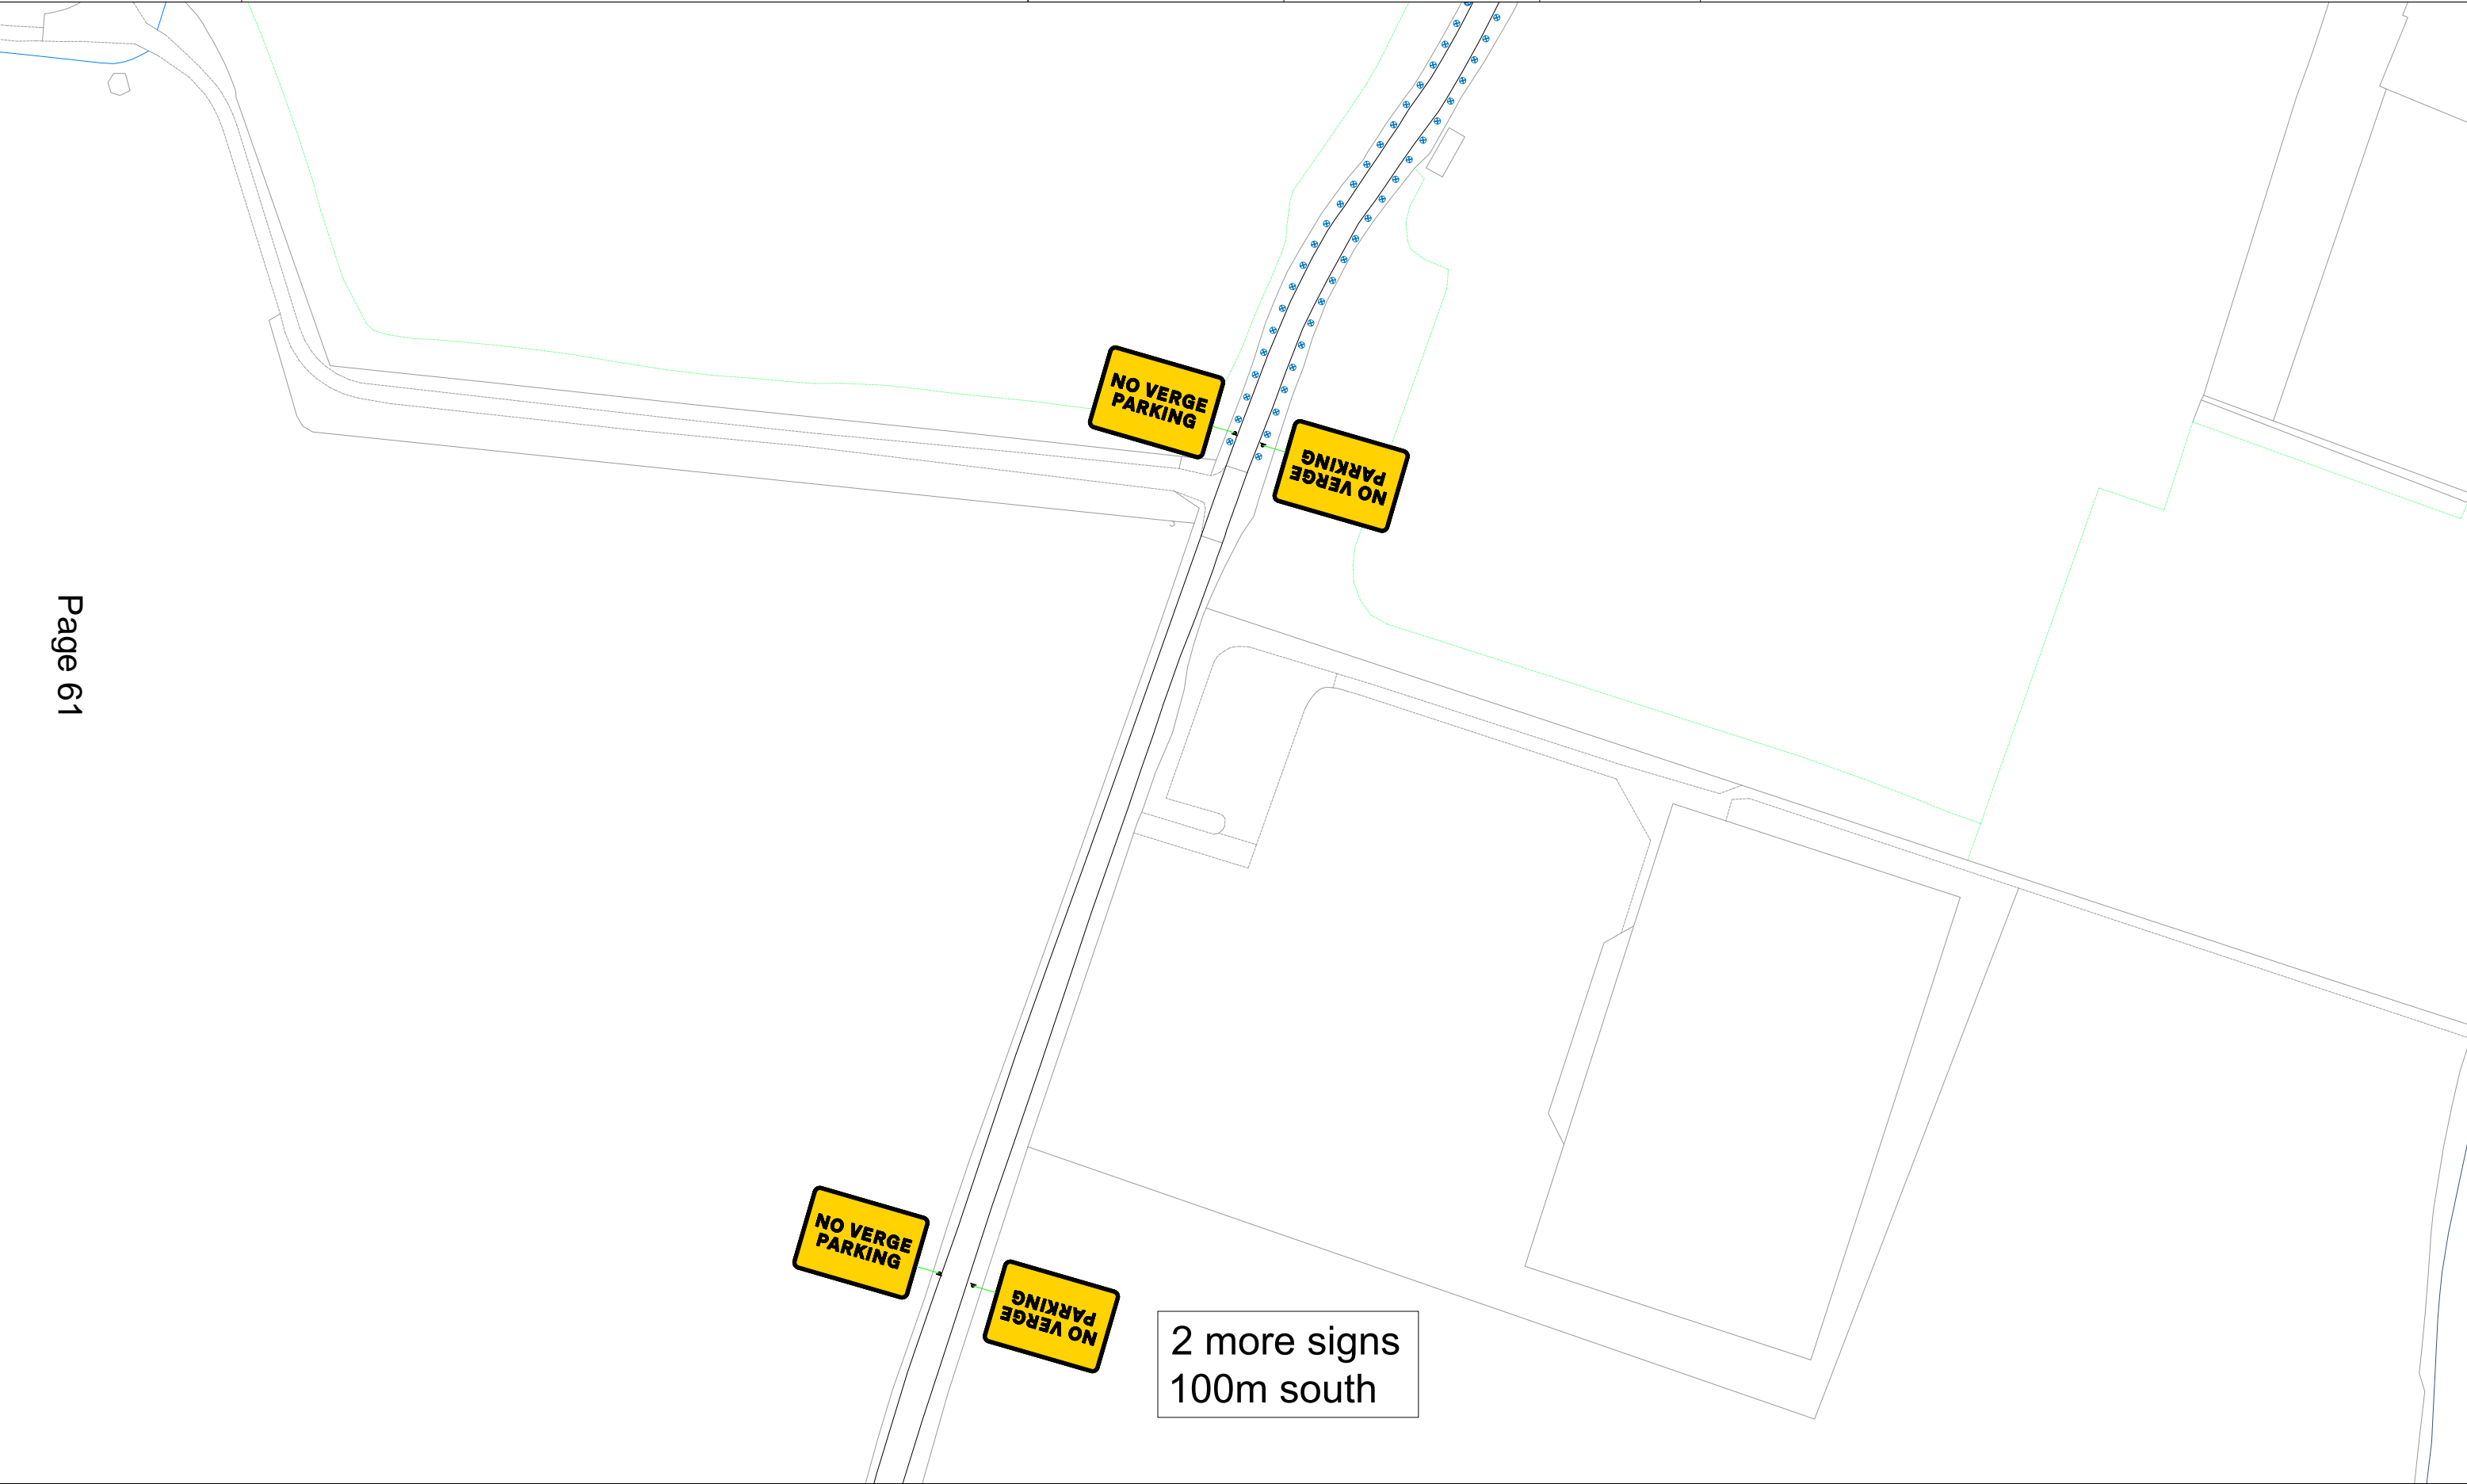 NO VERGE
PARKING
NO VERGE
PARKING
Page 61
NO VERGE
PARKING
NO VERGE
PARKING
2 more signs
100m south